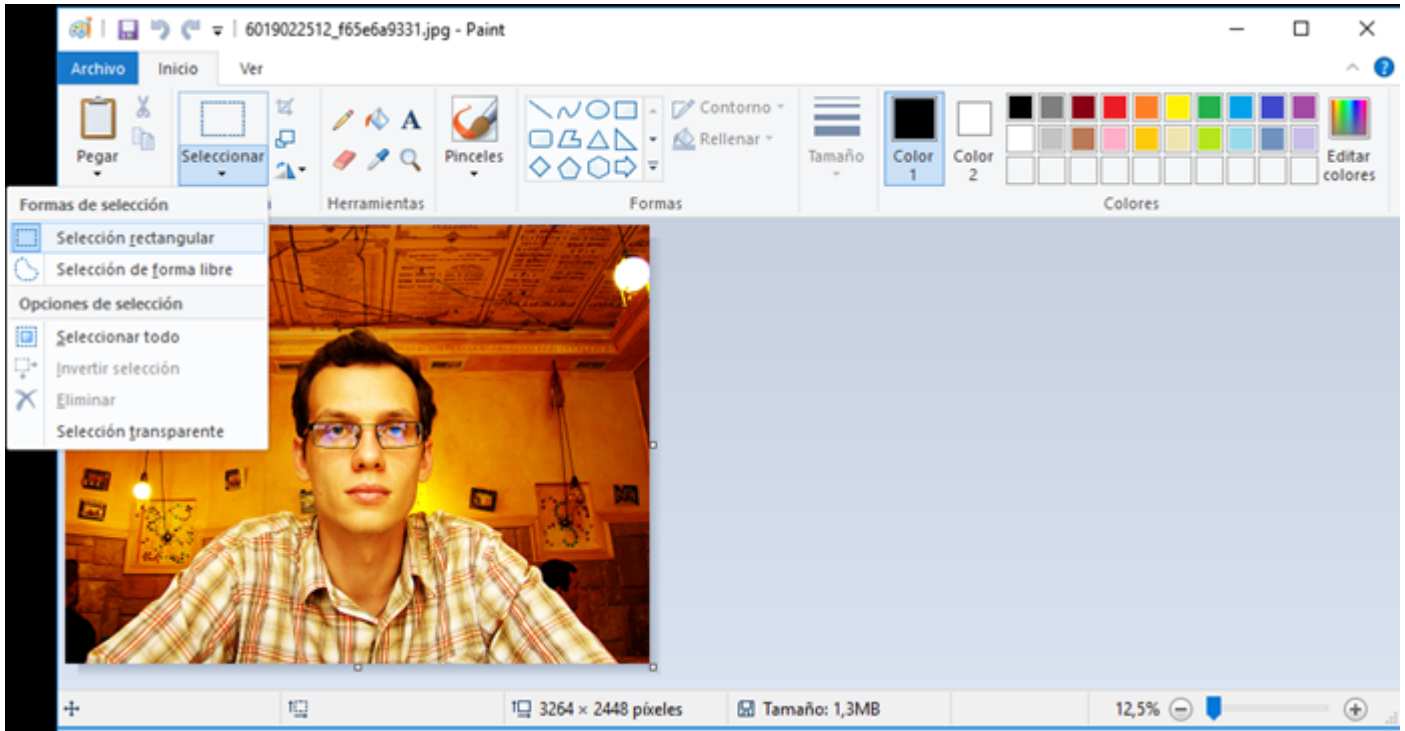 6019022512_f65e6a9331.jpg - Paint
Archivo Inicio Ver
Pegar
Seleccionar
A
Pinceles
Contorno
Rellenar
Tamaño
Color 1
Color 2
Editar colores
Herramientas
Formas
Colores
Formas de selección
Selección rectangular
Selección de forma libre
Opciones de selección
Seleccionar todo
Invertir selección
Eliminar
Selección transparente
3264 × 2448 píxeles
Tamaño: 1,3MB
12,5%